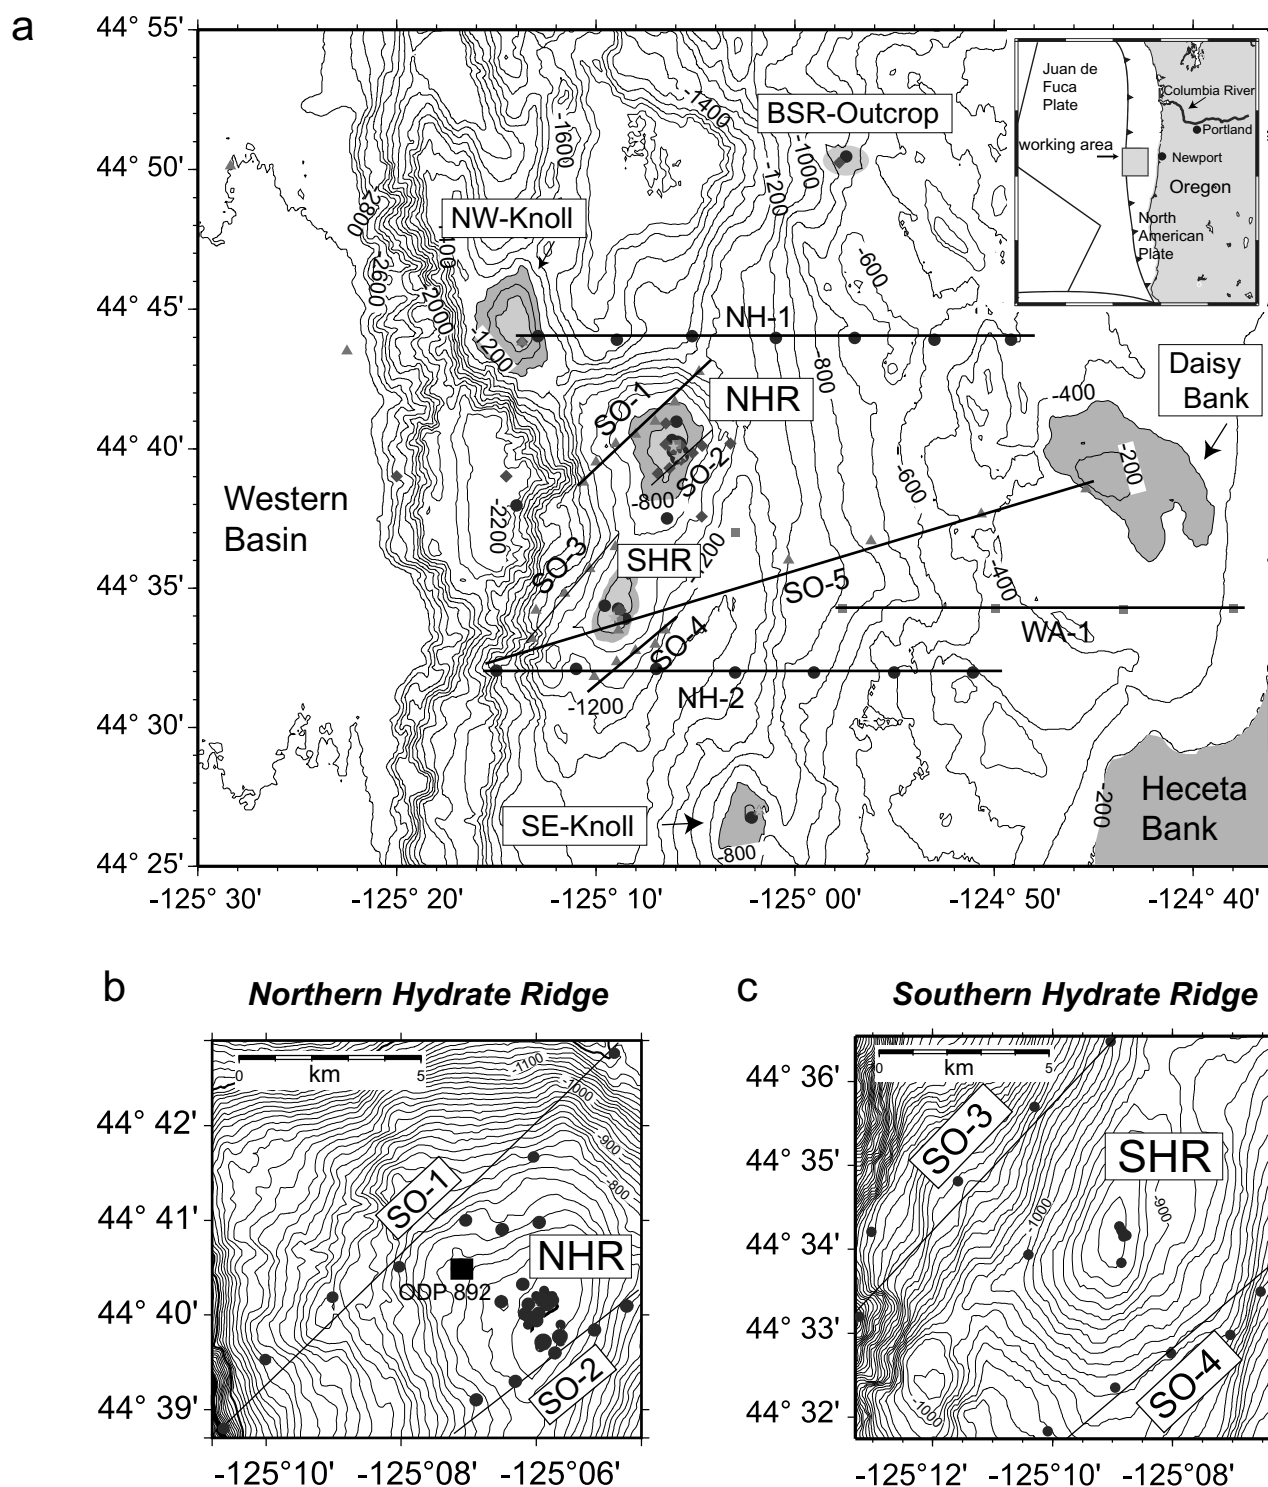 a
44° 55'
44° 50'
44° 45'
44° 40'
44° 35'
44° 30'
44° 25'
-125° 30'
-125° 20'
-125° 10'
-125° 00'
-124° 50'
-124° 40'
BSR-Outcrop
NW-Knoll
NH-1
SO-1
NHR
SO-2
Daisy
Bank
Western
Basin
SO-3
SHR
SO-5
SO-4
WA-1
NH-2
SE-Knoll
Heceta
Bank
-1400
-1600
-1000
-1200
-2800
-2600
-2000
-1200
-600
-800
-400
-200
-800
-600
-2200
-400
-1200
-200
-800
Juan de
Fuca
Plate
Columbia River
Portland
working area
Newport
Oregon
North
American
Plate
b
Northern Hydrate Ridge
0
km
5
-1100
-1000
-900
-800
44° 42'
44° 41'
44° 40'
44° 39'
SO-1
NHR
ODP 892
SO-2
-125°10'
-125°08'
-125°06'
c
Southern Hydrate Ridge
0
km
5
44° 36'
44° 35'
44° 34'
44° 33'
44° 32'
SO-3
SHR
-1000
-900
SO-4
-1000
-125°12'
-125°10'
-125°08'